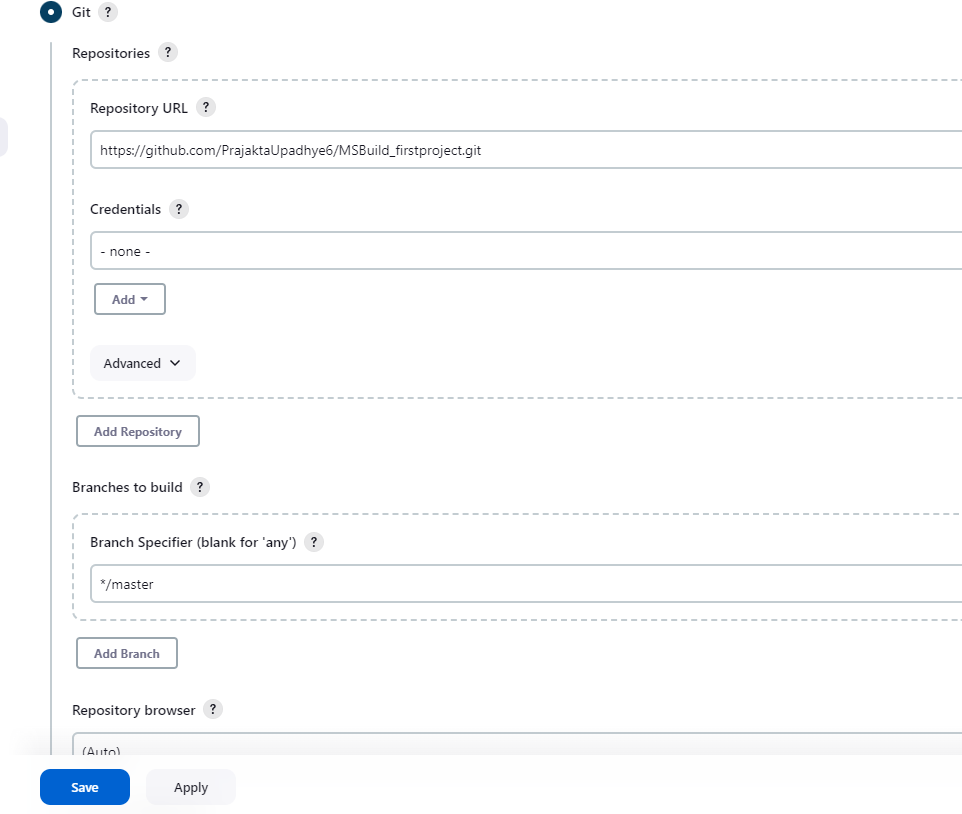 Git ?
Repositories ?
Repository URL ?
https://github.com/PrajaktaUpadhye6/MSBuild_firstproject.git
Credentials ?
- none -
Add
Advanced
Add Repository
Branches to build ?
Branch Specifier (blank for 'any') ?
*/master
Add Branch
Repository browser ?
(Auto)
Save Apply